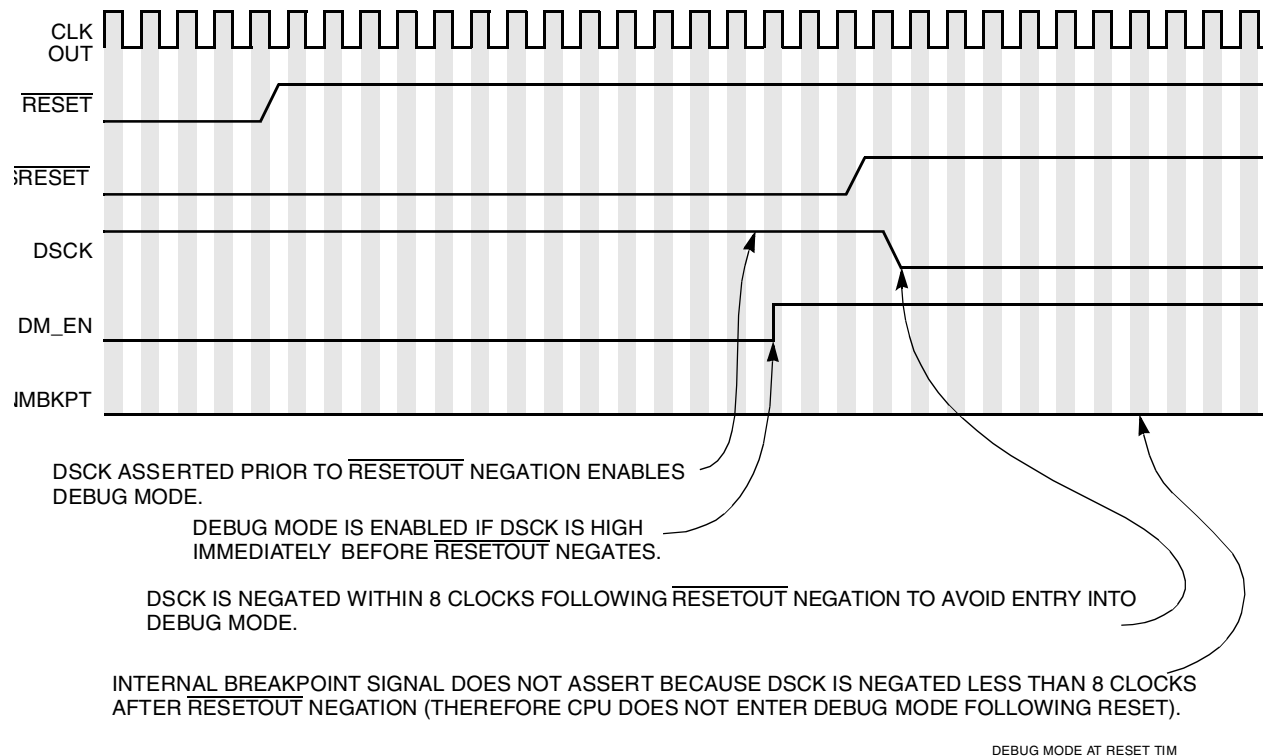 CLK
OUT
RESET
SRESET
DSCK
DM_EN
NMBKPT
DSCK ASSERTED PRIOR TO RESETOUT NEGATION ENABLES
DEBUG MODE.
DEBUG MODE IS ENABLED IF DSCK IS HIGH
IMMEDIATELY BEFORE RESETOUT NEGATES.
DSCK IS NEGATED WITHIN 8 CLOCKS FOLLOWING RESETOUT NEGATION TO AVOID ENTRY INTO
DEBUG MODE.
INTERNAL BREAKPOINT SIGNAL DOES NOT ASSERT BECAUSE DSCK IS NEGATED LESS THAN 8 CLOCKS
AFTER RESETOUT NEGATION (THEREFORE CPU DOES NOT ENTER DEBUG MODE FOLLOWING RESET).
DEBUG MODE AT RESET TIM